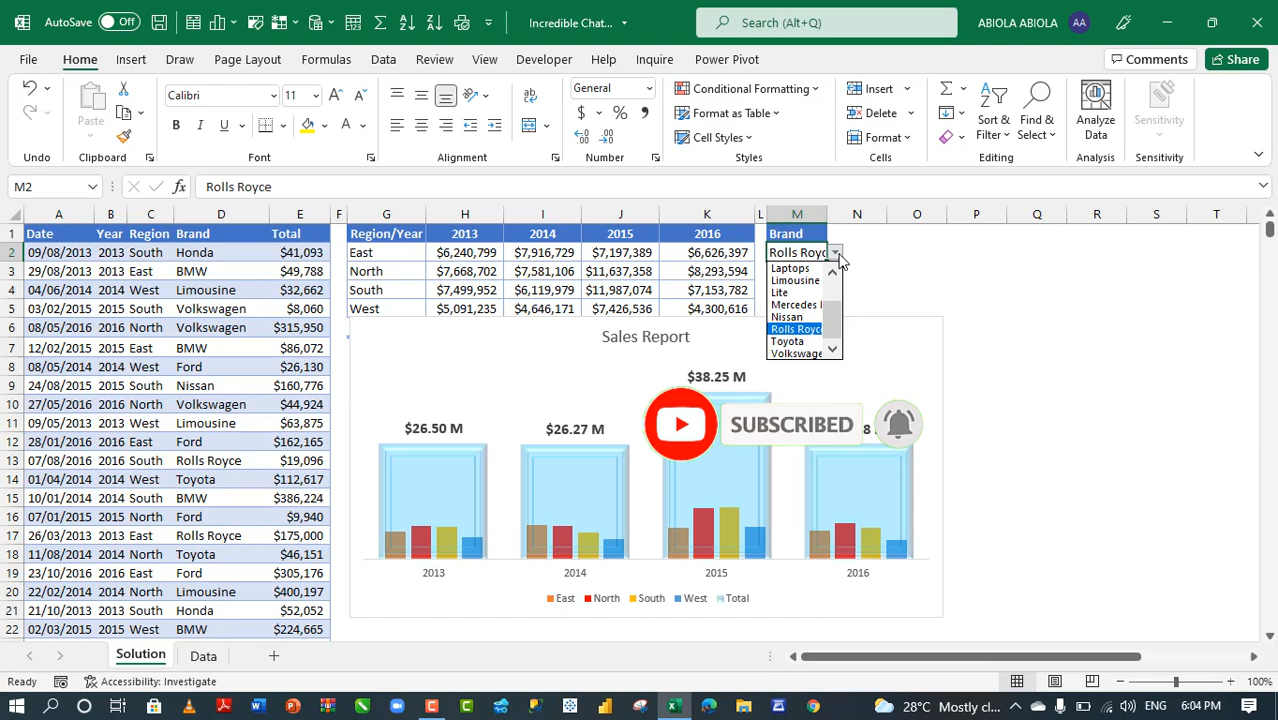 AutoSave Off Incredible Chat... Search (Alt+Q) ABIOLA ABIOLA AA
File Home Insert Draw Page Layout Formulas Data Review View Developer Help Inquire Power Pivot Comments Share
Calibri 11 General Conditional Formatting Insert
Paste Format as Table Delete Sort & Filter Find & Select Analyze Data Sensitivity
B I U A $ % , Cell Styles Format
Undo Clipboard Font Alignment Number Styles Cells Editing Analysis Sensitivity
M2 fx Rolls Royce
A B C D E F G H I J K L M N O P Q R S T
1 Date Year Region Brand Total Region/Year 2013 2014 2015 2016 Brand
2 09/08/2013 2013 South Honda $41,093 East $6,240,799 $7,916,729 $7,197,389 $6,626,397 Rolls Royc
3 29/08/2013 2013 East BMW $49,788 North $7,668,702 $7,581,106 $11,637,358 $8,293,594
4 04/06/2014 2014 West Limousine $32,662 South $7,499,952 $6,119,979 $11,987,074 $7,153,782
5 05/08/2013 2013 South Volkswagen $8,060 West $5,091,235 $4,646,171 $7,426,536 $4,300,616
6 08/05/2016 2016 North Volkswagen $315,950
7 12/02/2015 2015 East BMW $86,072
8 08/05/2014 2014 West Ford $26,130
9 24/08/2015 2015 South Nissan $160,776
10 27/05/2016 2016 North Volkswagen $44,924
11 09/05/2013 2013 West Limousine $63,875
12 28/01/2016 2016 East Ford $162,165
13 07/08/2016 2016 South Rolls Royce $19,096
14 01/04/2014 2014 West Toyota $112,617
15 10/01/2014 2014 South BMW $386,224
16 07/01/2015 2015 North Ford $9,940
17 26/03/2013 2013 East Rolls Royce $175,000
18 11/08/2014 2014 North Toyota $46,151
19 23/10/2016 2016 East Ford $305,176
20 22/02/2014 2014 North Limousine $400,197
21 21/10/2013 2013 South Honda $52,052
22 02/03/2015 2015 West BMW $224,665
Laptops
Limousine
Lite
Mercedes
Nissan
Rolls Royce
Toyota
Volkswage
Sales Report
$38.25 M
$26.50 M $26.27 M
SUBSCRIBED
2013 2014 2015 2016
East North South West Total
Solution Data
Ready Accessibility: Investigate 100%
28°C Mostly cl... 6:04 PM